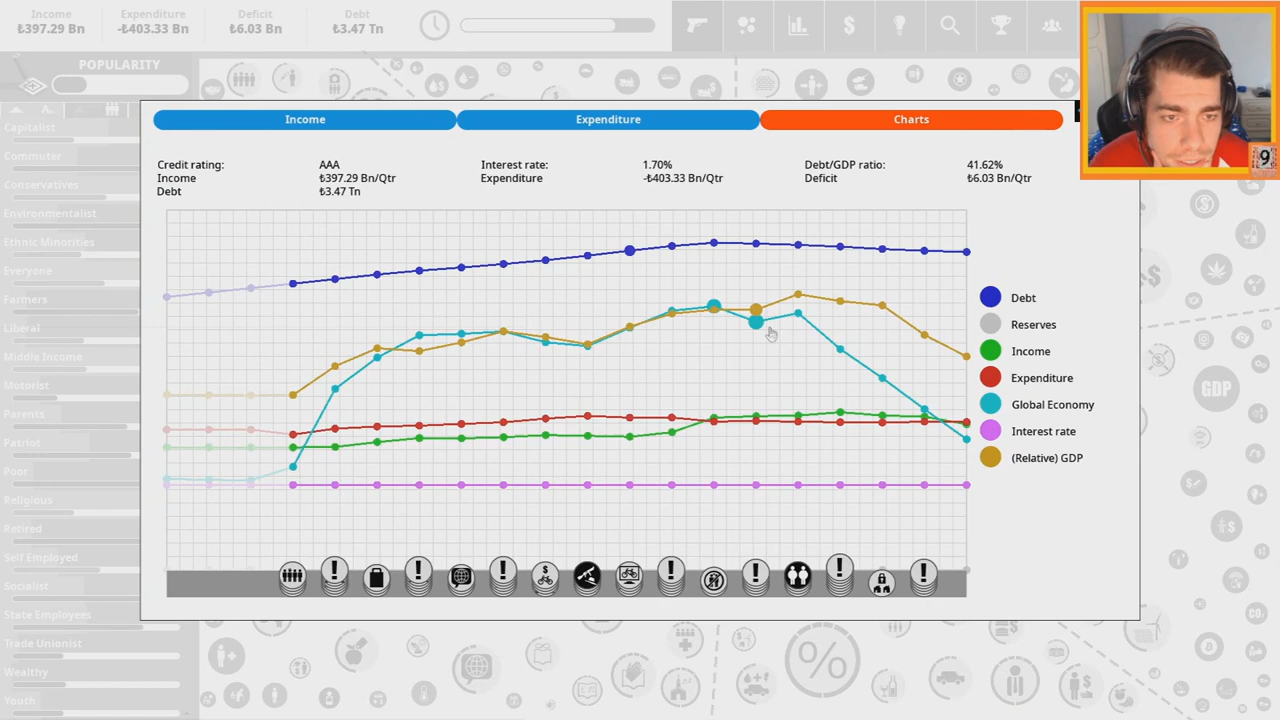 Income Expenditure Deficit Debt
₺397.29 Bn -₺403.33 Bn ₺6.03 Bn ₺3.47 Tn
POPULARITY
Capitalist
Commuter
Conservatives
Environmentalist
Ethnic Minorities
Everyone
Farmers
Liberal
Middle Income
Motorist
Parents
Patriot
Poor
Religious
Retired
Self Employed
Socialist
State Employees
Trade Unionist
Wealthy
Youth
Income Expenditure Charts
Credit rating: AAA Interest rate: 1.70% Debt/GDP ratio: 41.62%
Income ₺397.29 Bn/Qtr Expenditure -₺403.33 Bn/Qtr Deficit ₺6.03 Bn/Qtr
Debt ₺3.47 Tn
Debt
Reserves
Income
Expenditure
Global Economy
Interest rate
(Relative) GDP
GDP
9